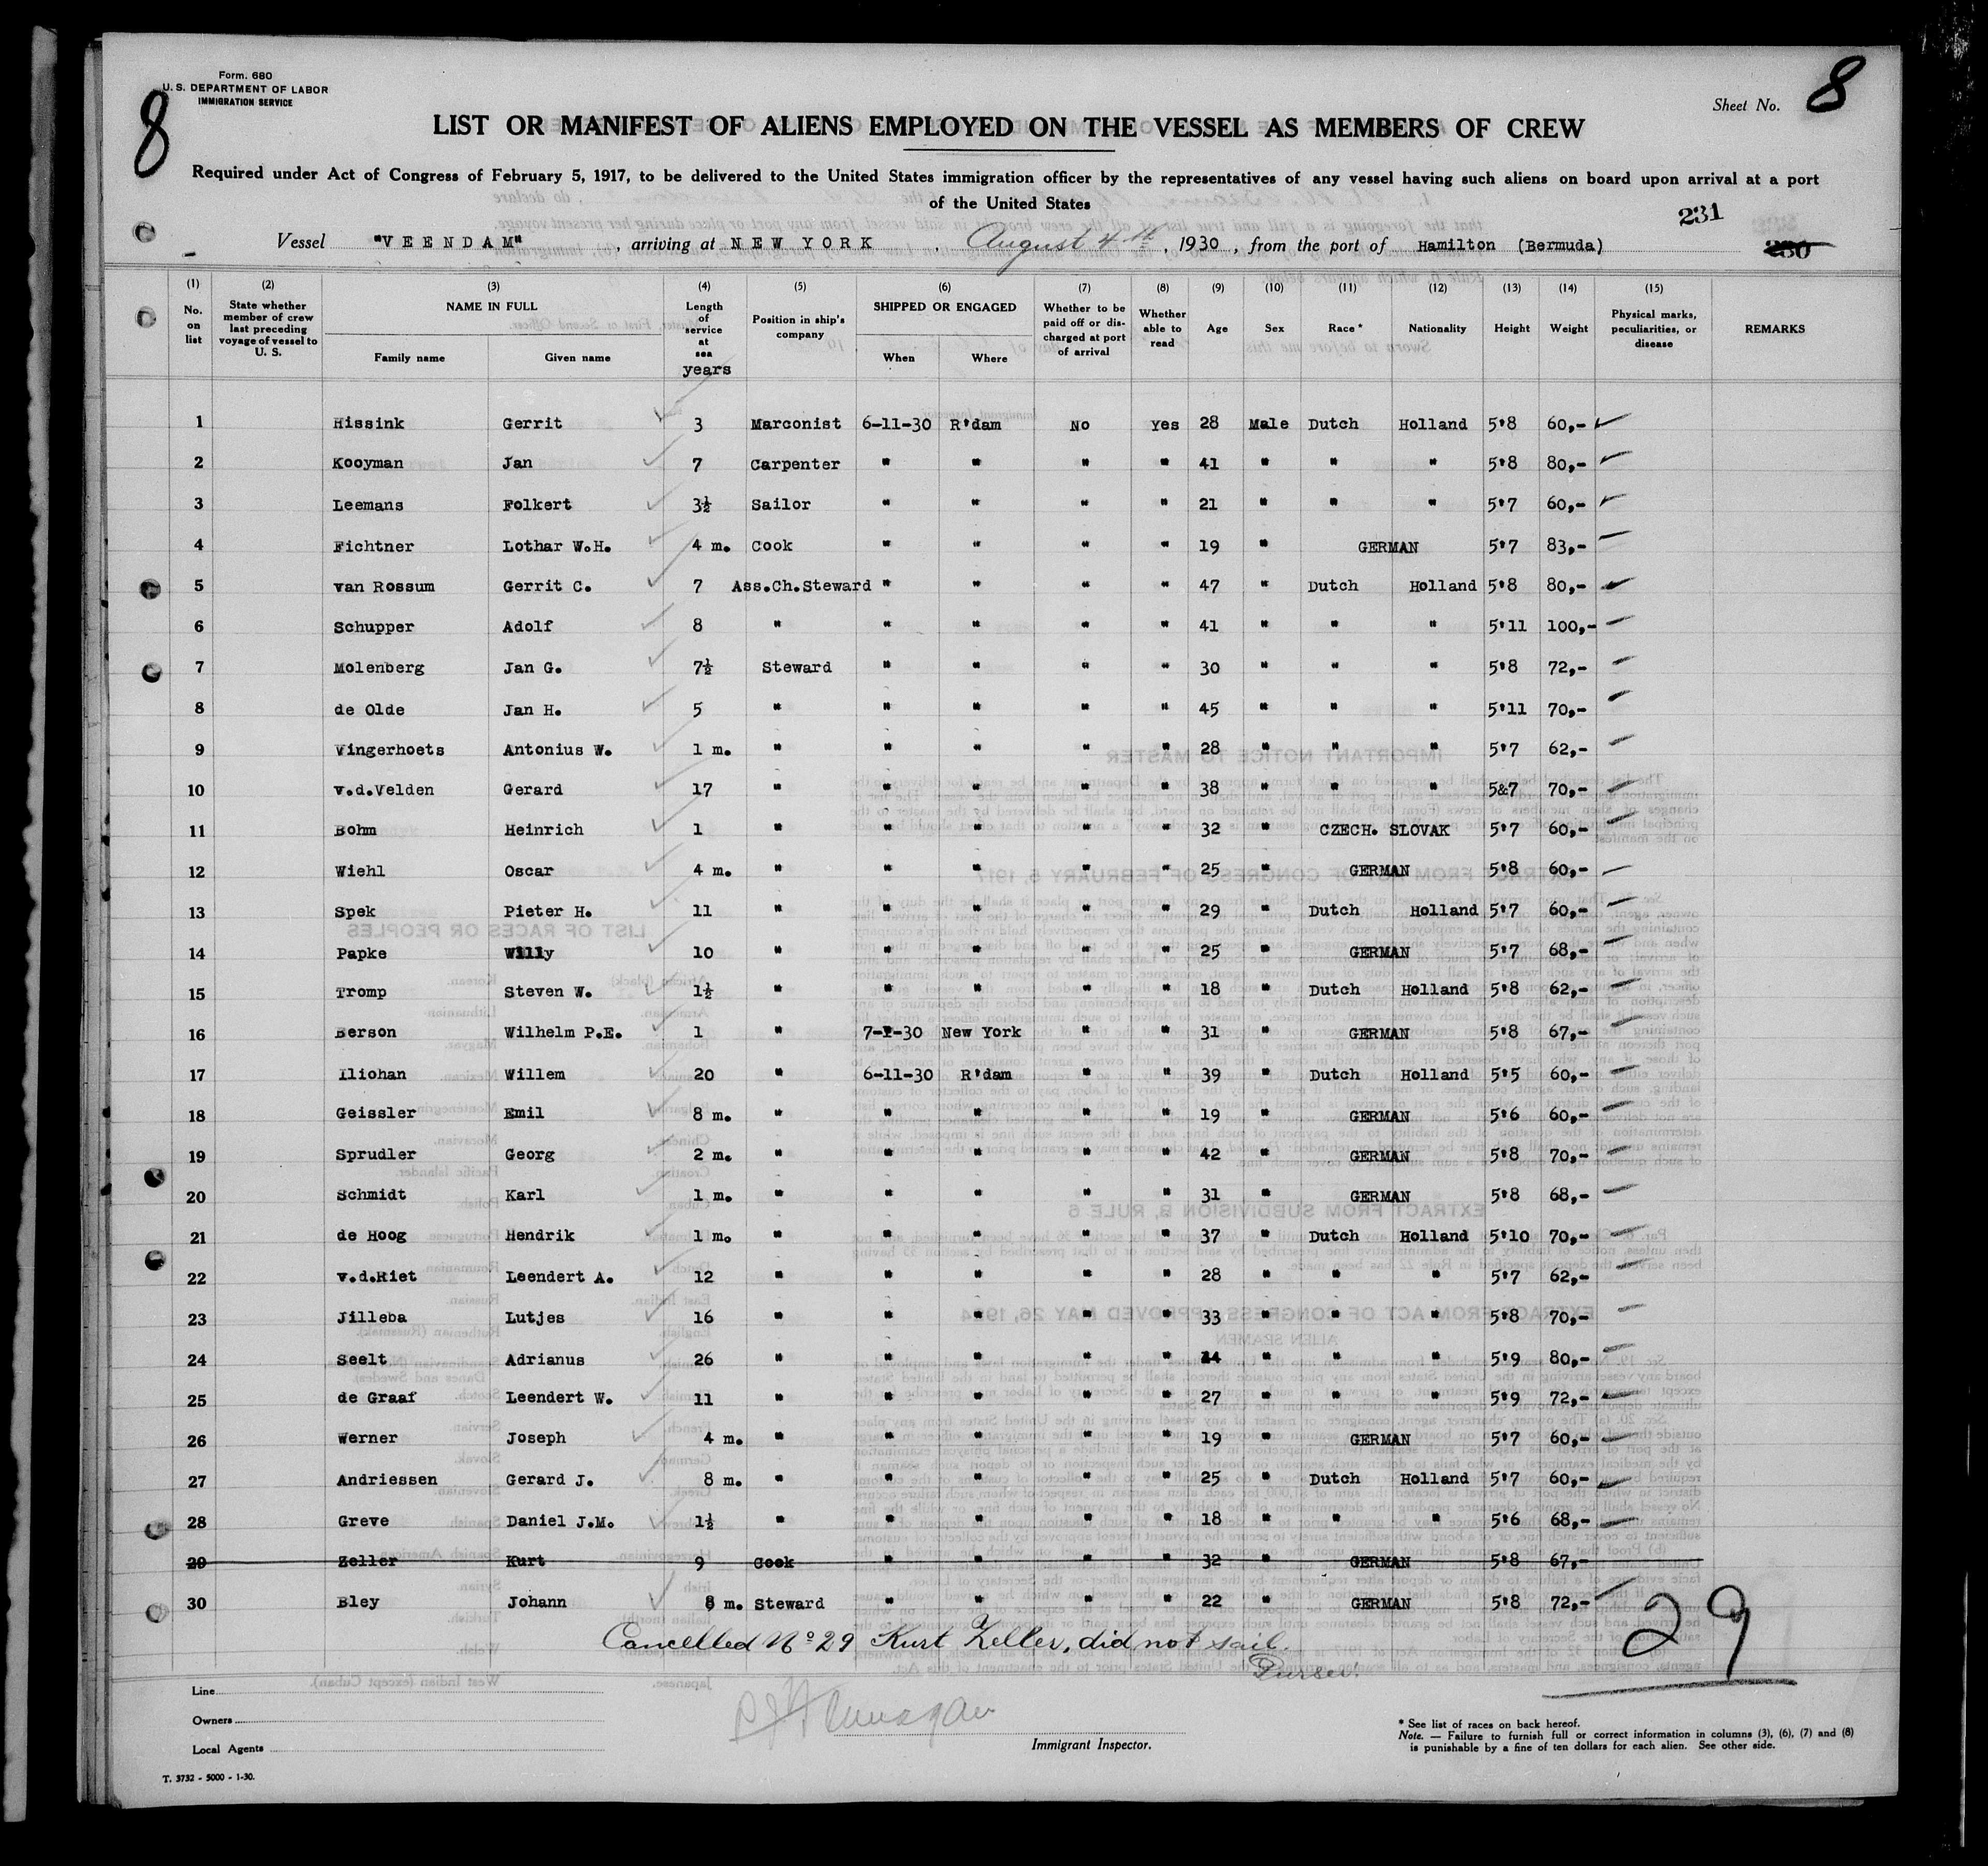 Form. 680
U. S. DEPARTMENT OF LABOR
IMMIGRATION SERVICE
8
Sheet No. 8
LIST OR MANIFEST OF ALIENS EMPLOYED ON THE VESSEL AS MEMBERS OF CREW
Required under Act of Congress of February 5, 1917, to be delivered to the United States immigration officer by the representatives of any vessel having such aliens on board upon arrival at a port
of the United States
231
Vessel "VEENDAM" , arriving at NEW YORK , August 4th , 1930 , from the port of Hamilton (Bermuda) 230
(1) (2) (3) (4) (5) (6) (7) (8) (9) (10) (11) (12) (13) (14) (15)
No. on list State whether member of crew last preceding voyage of vessel to U. S. NAME IN FULL Family name Given name Length of service at sea years Position in ship's company SHIPPED OR ENGAGED When Where Whether to be paid off or discharged at port of arrival Whether able to read Age Sex Race * Nationality Height Weight Physical marks, peculiarities, or disease REMARKS
1 Hissink Gerrit 3 Marconist 6-11-30 R'dam No Yes 28 Male Dutch Holland 5'8 60,-
2 Kooyman Jan 7 Carpenter " " " " 41 " " " 5'8 80,-
3 Leemans Folkert 3½ Sailor " " " " 21 " " " 5'7 60,-
4 Fichtner Lothar W.H. 4 m. Cook " " " " 19 " GERMAN 5'7 83,-
5 van Rossum Gerrit C. 7 Ass.Ch.Steward " " " " 47 " Dutch Holland 5'8 80,-
6 Schupper Adolf 8 " " " " " 41 " " " 5'11 100,-
7 Molenberg Jan G. 7½ Steward " " " " 30 " " " 5'8 72,-
8 de Olde Jan H. 5 " " " " " 45 " " " 5'11 70,-
9 Vingerhoets Antonius W. 1 m. " " " " " 28 " " " 5'7 62,-
10 v.d.Velden Gerard 17 " " " " " 38 " " " 5&7 70,-
11 Bohm Heinrich 1 " " " " " 32 " CZECH. SLOVAK 5'7 60,-
12 Wiehl Oscar 4 m. " " " " " 25 " GERMAN 5'8 60,-
13 Spek Pieter H. 11 " " " " " 29 " Dutch Holland 5'7 60,-
14 Papke Willy 10 " " " " " 25 " GERMAN 5'7 68,-
15 Tromp Steven W. 1½ " " " " " 18 " Dutch Holland 5'8 62,-
16 Berson Wilhelm P.E. 1 " New York " " 31 " GERMAN 5'8 67,-
17 Iliohan Willem 20 " 6-11-30 R'dam " " 39 " Dutch Holland 5'5 60,-
18 Geissler Emil 8 m. " " " " " 19 " GERMAN 5'6 60,-
19 Sprudler Georg 2 m. " " " " " 42 " GERMAN 5'8 70,-
20 Schmidt Karl 1 m. " " " " " 31 " GERMAN 5'8 68,-
21 de Hoog Hendrik 1 m. " " " " " 37 " Dutch Holland 5'10 70,-
22 v.d.Riet Leendert A. 12 " " " " " 28 " " " 5'7 62,-
23 Jilleba Lutjes 16 " " " " " 33 " " " 5'8 70,-
24 Seelt Adrianus 26 " " " " " " " " 5'9 80,-
25 de Graaf Leendert W. 11 " " " " " 27 " " " 5'9 72,-
26 Werner Joseph 4 m. " " " " " 19 " GERMAN 5'7 60,-
27 Andriessen Gerard J. 8 m. " " " " " 25 " Dutch Holland 5'7 60,-
28 Greve Daniel J.M. 1½ " " " " " 18 " " " 5'6 68,-
29 Zeller Kurt 9 Cook " " " " 32 " GERMAN 5'8 67,-
30 Bley Johann 8 m. Steward " " " " 22 " GERMAN 5'8 72,-
Cancelled No 29 Kurt Zeller, did not sail.
Purser.
29
Line
Owners
Local Agents
Immigrant Inspector.
* See list of races on back hereof.
Note. — Failure to furnish full or correct information in columns (3), (6), (7) and (8)
is punishable by a fine of ten dollars for each alien. See other side.
T. 3732 - 5000 - 1-30.